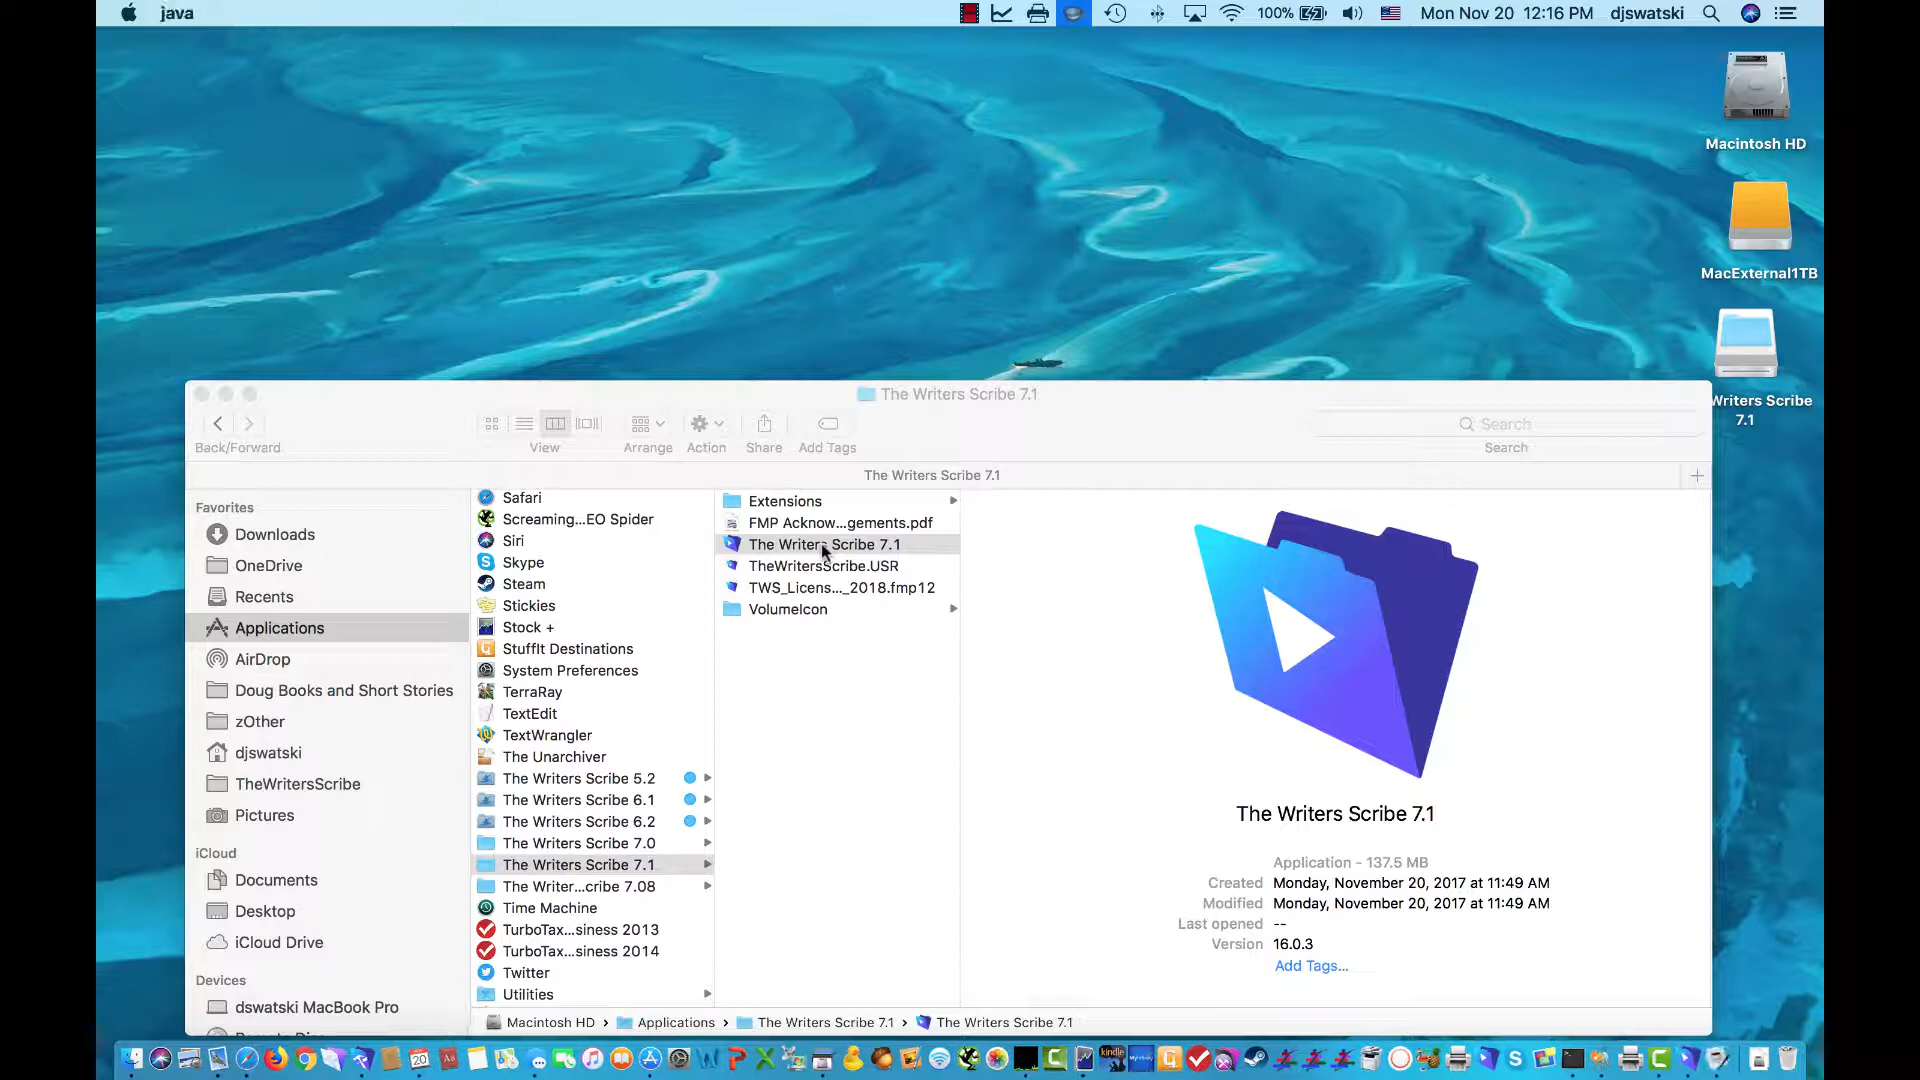 java
100%
Mon Nov 20 12:16 PM
djswatski
Macintosh HD
MacExternal1TB
Writers Scribe
7.1
The Writers Scribe 7.1
Back/Forward
View
Arrange
Action
Share
Add Tags
Search
Search
The Writers Scribe 7.1
Favorites
Downloads
OneDrive
Recents
Applications
AirDrop
Doug Books and Short Stories
zOther
djswatski
TheWritersScribe
Pictures
iCloud
Documents
Desktop
iCloud Drive
Devices
dswatski MacBook Pro
Safari
Screaming...EO Spider
Siri
Skype
Steam
Stickies
Stock +
StuffIt Destinations
System Preferences
TerraRay
TextEdit
TextWrangler
The Unarchiver
The Writers Scribe 5.2
The Writers Scribe 6.1
The Writers Scribe 6.2
The Writers Scribe 7.0
The Writers Scribe 7.1
The Writer...cribe 7.08
Time Machine
TurboTax...siness 2013
TurboTax...siness 2014
Twitter
Utilities
Extensions
FMP Acknow...gements.pdf
The Writers Scribe 7.1
TheWritersScribe.USR
TWS_Licens..._2018.fmp12
VolumeIcon
The Writers Scribe 7.1
Application - 137.5 MB
Created Monday, November 20, 2017 at 11:49 AM
Modified Monday, November 20, 2017 at 11:49 AM
Last opened --
Version 16.0.3
Add Tags...
Macintosh HD › Applications › The Writers Scribe 7.1 › The Writers Scribe 7.1
20
kindle